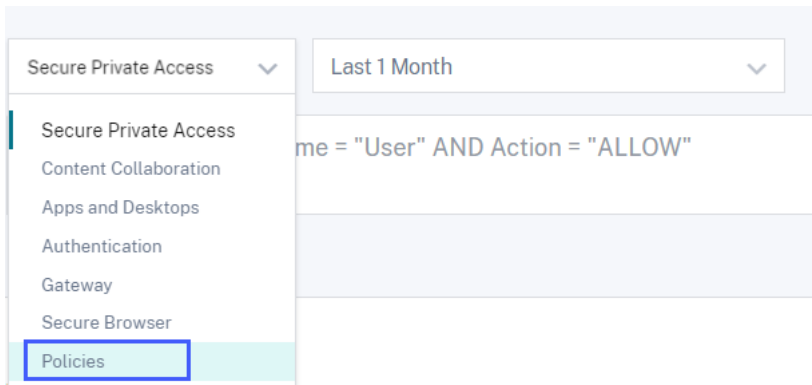 Secure Private Access
Last 1 Month
Secure Private Access
me = "User" AND Action = "ALLOW"
Content Collaboration
Apps and Desktops
Authentication
Gateway
Secure Browser
Policies